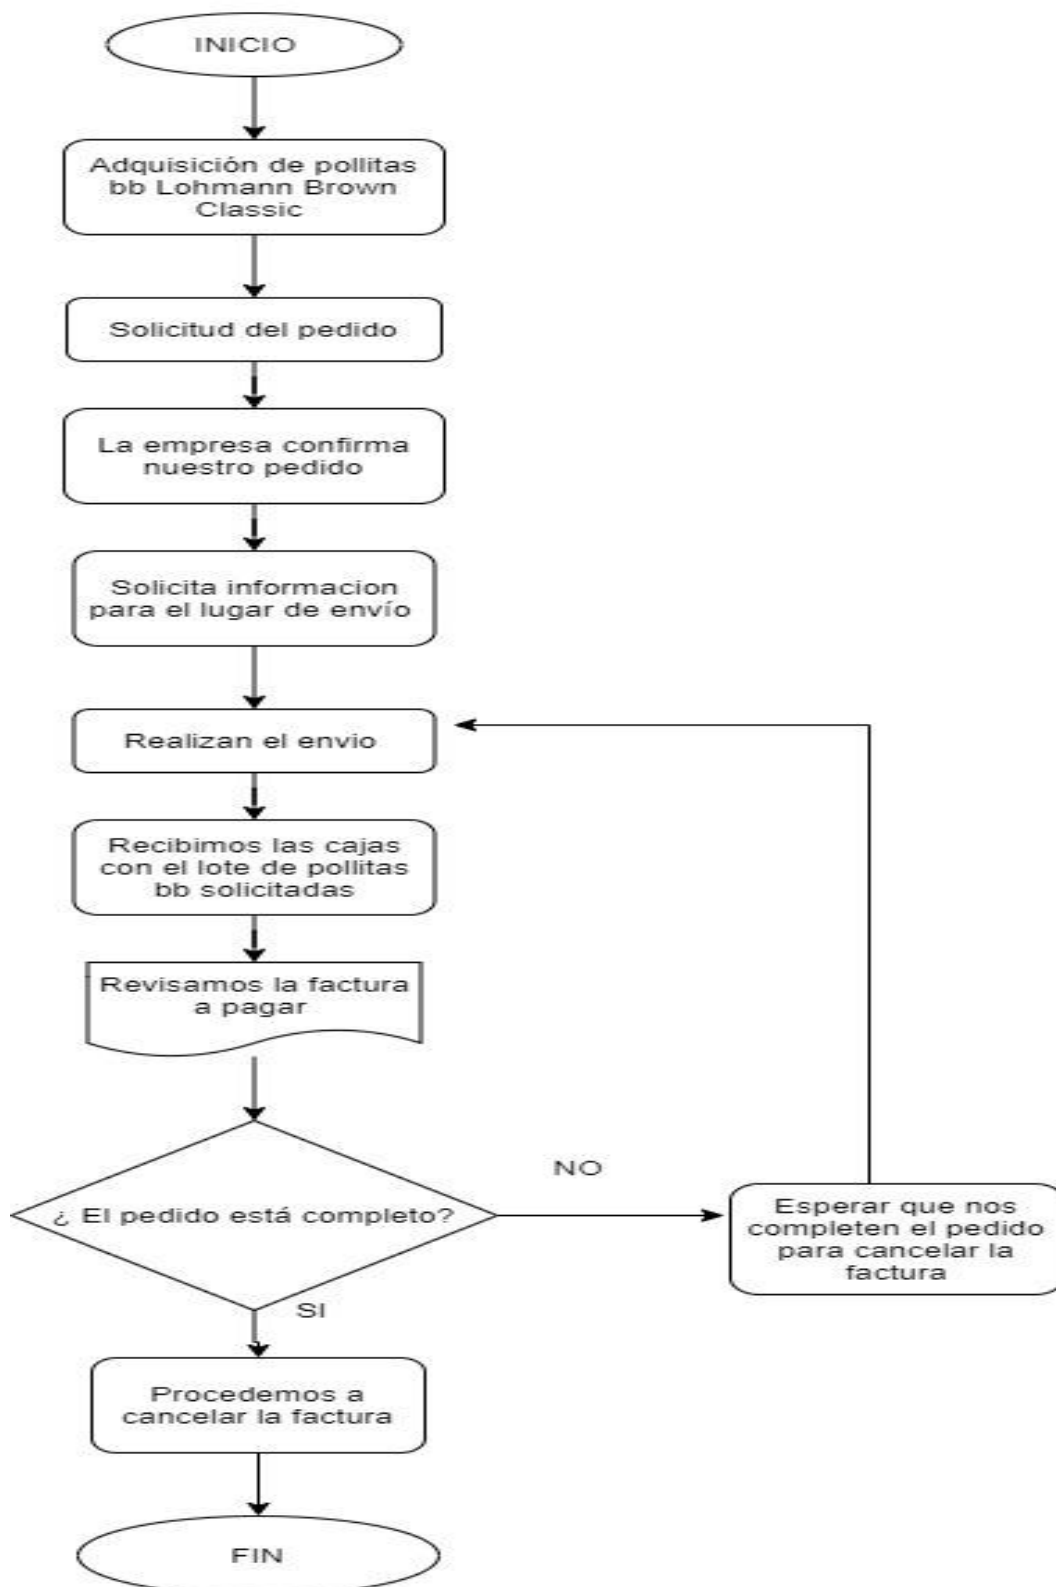 INICIO
Adquisición de pollitas
bb Lohmann Brown
Classic
Solicitud del pedido
La empresa confirma
nuestro pedido
Solicita informacion
para el lugar de envío
Realizan el envio
Recibimos las cajas
con el lote de pollitas
bb solicitadas
Revisamos la factura
a pagar
¿ El pedido está completo?
NO
Esperar que nos
completen el pedido
para cancelar la
factura
SI
Procedemos a
cancelar la factura
FIN